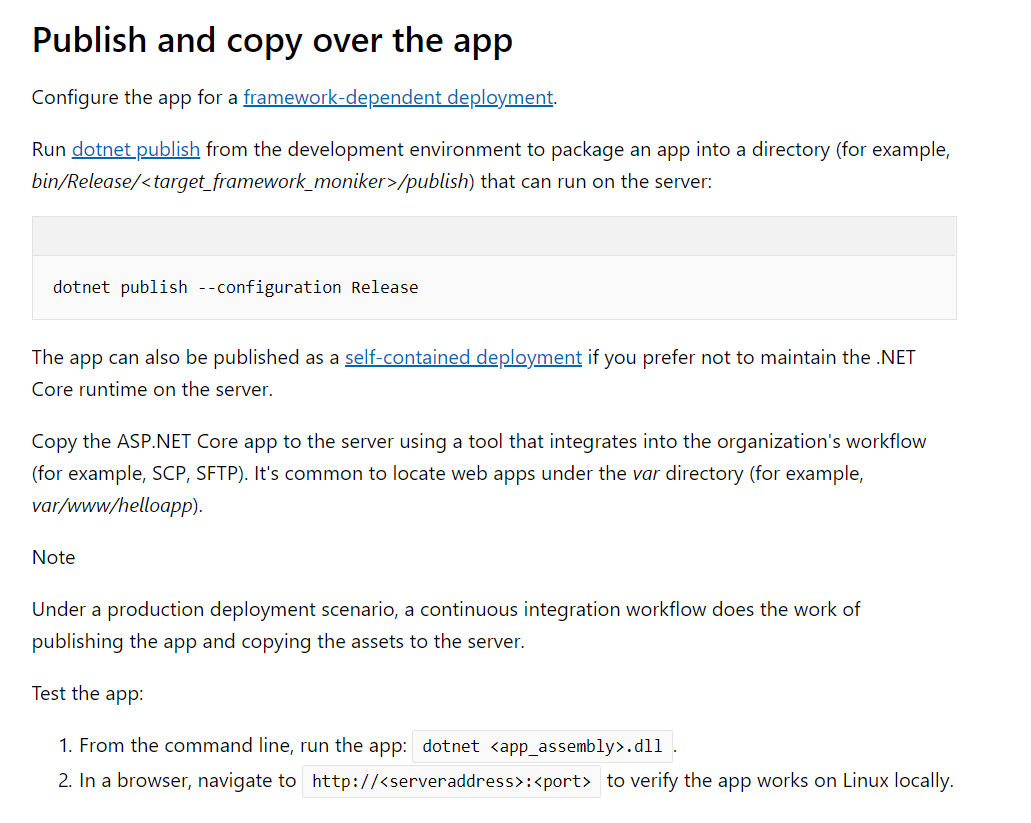 Publish and copy over the app
Configure the app for a framework-dependent deployment.
Run dotnet publish from the development environment to package an app into a directory (for example,
bin/Release/<target_framework_moniker>/publish) that can run on the server:
dotnet publish --configuration Release
The app can also be published as a self-contained deployment if you prefer not to maintain the .NET
Core runtime on the server.
Copy the ASP.NET Core app to the server using a tool that integrates into the organization's workflow
(for example, SCP, SFTP). It's common to locate web apps under the var directory (for example,
var/www/helloapp).
Note
Under a production deployment scenario, a continuous integration workflow does the work of
publishing the app and copying the assets to the server.
Test the app:
1. From the command line, run the app: dotnet <app_assembly>.dll .
2. In a browser, navigate to http://<serveraddress>:<port> to verify the app works on Linux locally.